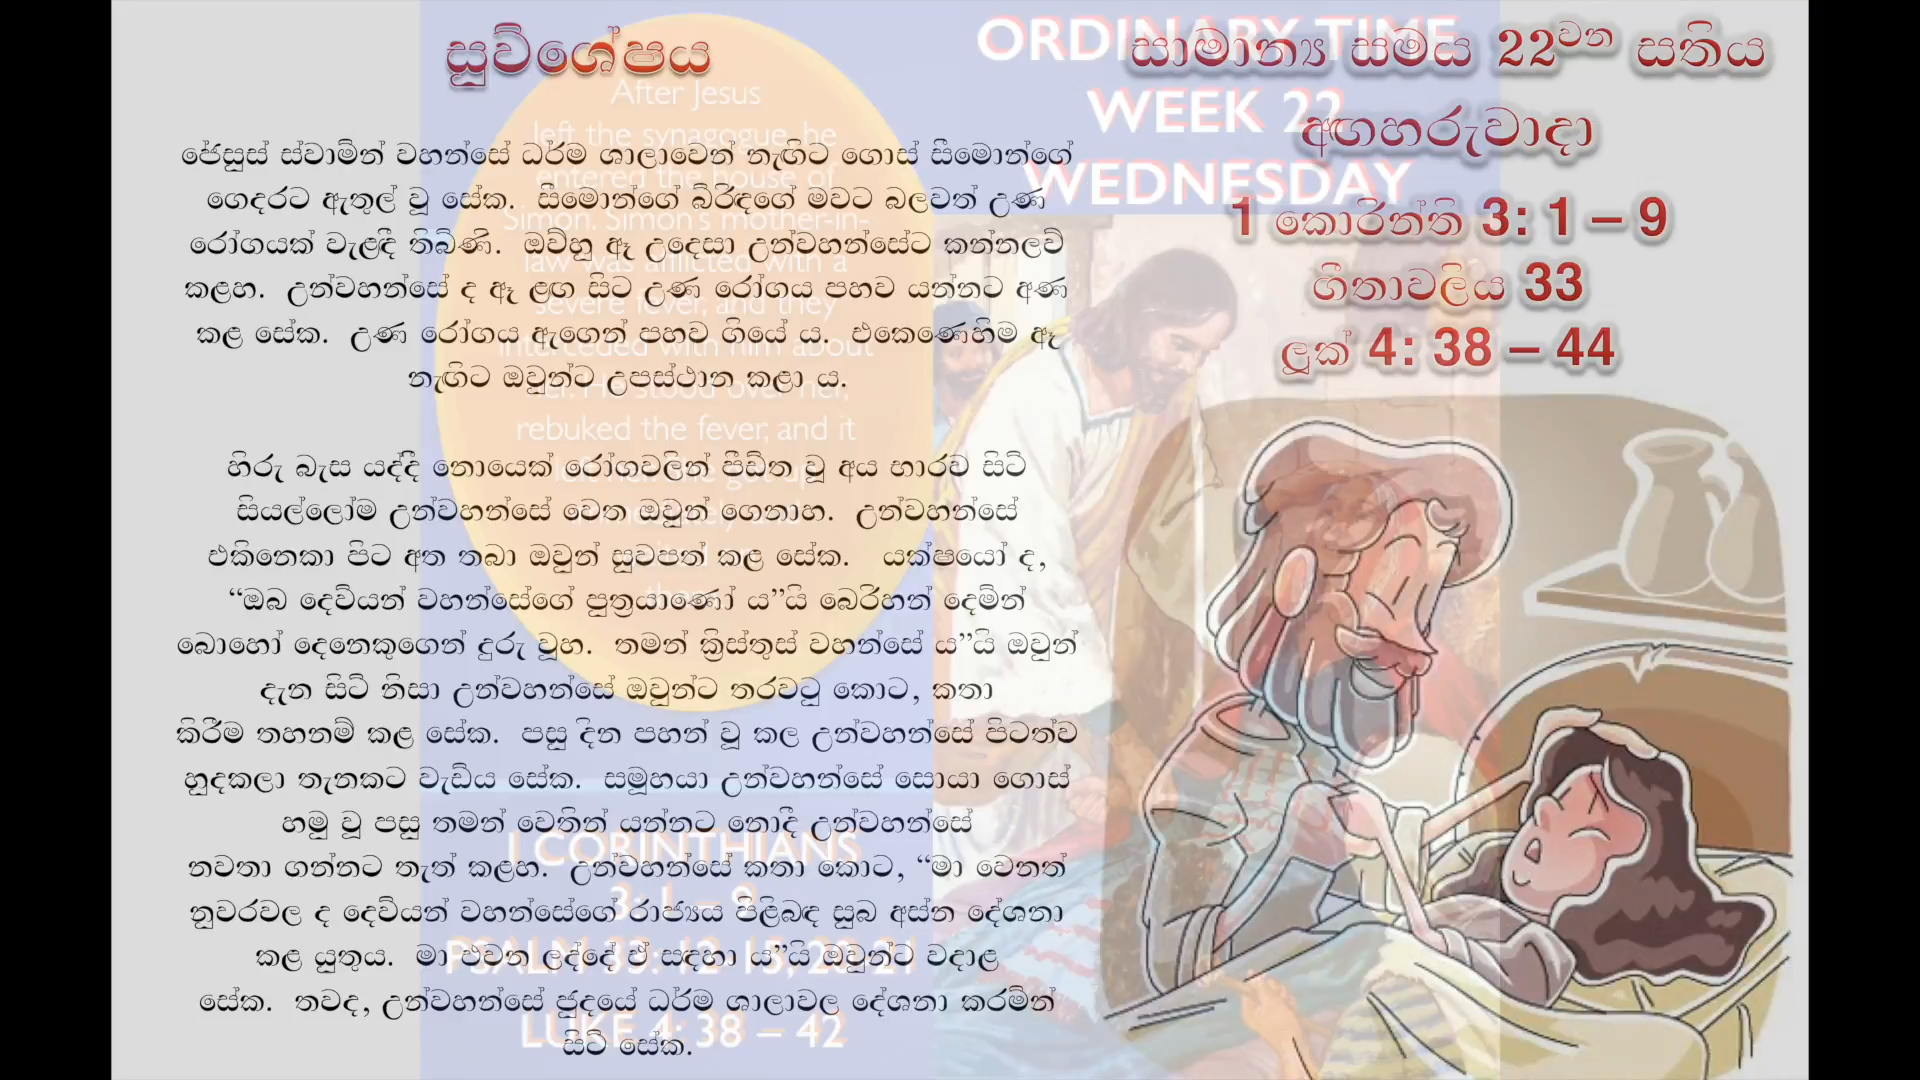 සුවිශේෂය
ජේසුස් ස්වාමින් වහන්සේ ධර්ම ශාලාවෙන් නැඟිට ගොස් සීමොන්ගේ
ගෙදරට ඇතුල් වූ සේක.  සීමොන්ගේ බිරිඳගේ මවට බලවත් උණ
රෝගයක් වැළඳී තිබිණි.  ඔව්හු ඈ උදෙසා උන්වහන්සේට කන්නලව්
කළහ.  උන්වහන්සේ ද ඈ ළඟ සිට උණ රෝගය පහව යන්නට අණ
කළ සේක.  උණ රෝගය ඇගෙන් පහව ගියේ ය.  එකෙණෙහිම ඈ
නැඟිට ඔවුන්ට උපස්ථාන කළා ය.
හිරු බැස යද්දී නොයෙක් රෝගවලින් පීඩිත වූ අය භාරව සිටි
සියල්ලෝම උන්වහන්සේ වෙත ඔවුන් ගෙනාහ.  උන්වහන්සේ
එකිනෙකා පිට අත තබා ඔවුන් සුවපත් කළ සේක.   යක්ෂයෝ ද,
“ඔබ දෙවියන් වහන්සේගේ පුත්‍රයාණෝ ය”යි බෙරිහන් දෙමින්
බොහෝ දෙනෙකුගෙන් දුරු වූහ.  තමන් ක්‍රිස්තුස් වහන්සේ ය”යි ඔවුන්
දැන සිටි නිසා උන්වහන්සේ ඔවුන්ට තරවටු කොට, කතා
කිරීම තහනම් කළ සේක.  පසු දින පහන් වූ කල උන්වහන්සේ පිටත්ව
හුදකලා තැනකට වැඩිය සේක.  සමූහයා උන්වහන්සේ සොයා ගොස්
හමු වූ පසු තමන් වෙතින් යන්නට නොදී උන්වහන්සේ
නවතා ගන්නට තැත් කළහ.  උන්වහන්සේ කතා කොට, “මා වෙනත්
නුවරවල ද දෙවියන් වහන්සේගේ රාජ්‍යය පිළිබඳ සුබ අස්න දේශනා
කළ යුතුය.  මා එවන ලද්දේ ඒ සඳහා ය”යි ඔවුන්ට වදාළ
සේක.  තවද, උන්වහන්සේ ජුදයේ ධර්ම ශාලාවල දේශනා කරමින්
සිටි සේක.
සාමාන්‍ය සමය 22වන සතිය
අඟහරුවාදා
1 කොරින්ති 3: 1 – 9
ගීතාවලිය 33
ලූක් 4: 38 – 44
ORDINARY TIME
WEEK 22
WEDNESDAY
After Jesus
left the synagogue, he
entered the house of
Simon. Simon's mother-in-
law was afflicted with a
severe fever, and they
interceded with him about
her. He stood over her,
rebuked the fever, and it
1 CORINTHIANS
3: 1 – 9
PSALM 33: 12 – 15, 20-21
LUKE 4: 38 – 42